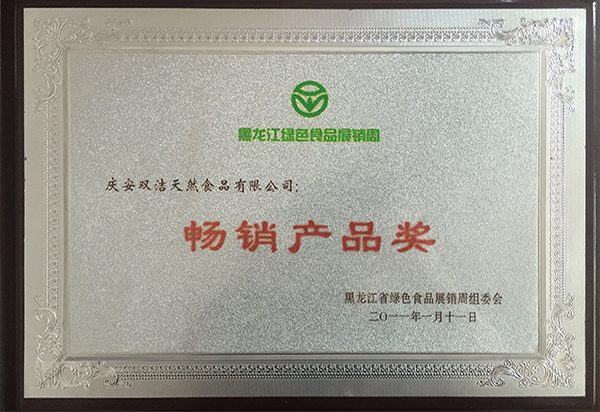 黑龙江绿色食品展销周
庆安双洁天然食品有限公司:
畅销产品奖
黑龙江省绿色食品展销周组委会
二〇一一年一月十一日